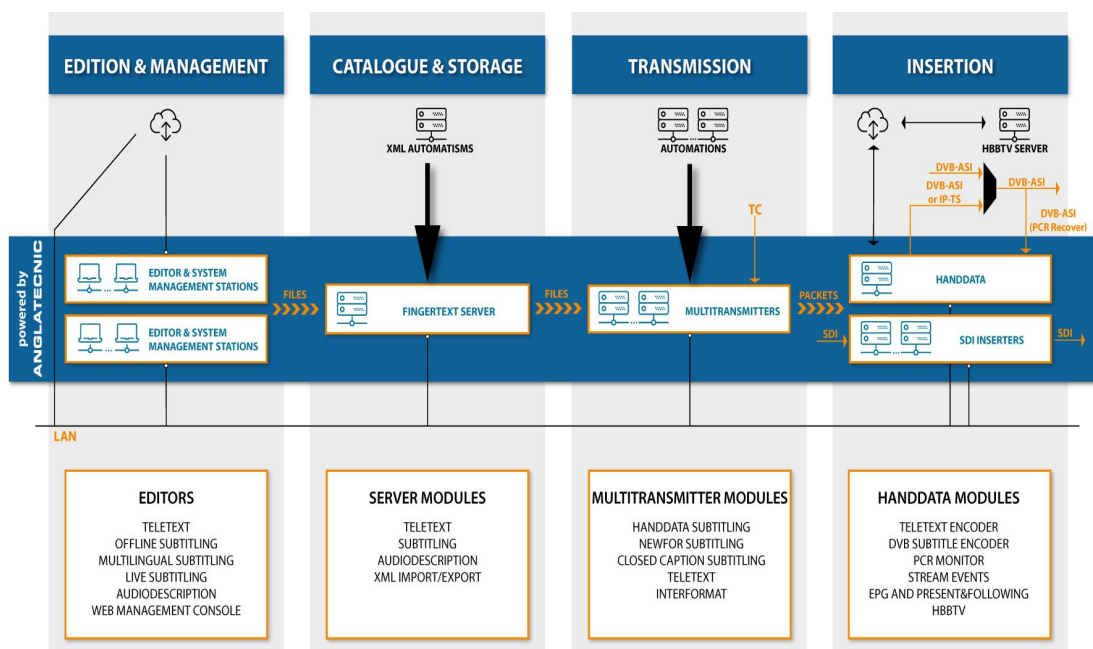 EDITION & MANAGEMENT
CATALOGUE & STORAGE
TRANSMISSION
INSERTION
XML AUTOMATISMS
AUTOMATIONS
HBBTV SERVER
DVB-ASI
DVB-ASI
or IP-TS
DVB-ASI
DVB-ASI
(PCR Recover)
TC
powered by
ANGLATECNIC
EDITOR & SYSTEM
MANAGEMENT STATIONS
EDITOR & SYSTEM
MANAGEMENT STATIONS
FILES
FINGERTEXT SERVER
FILES
MULTITRANSMITTERS
PACKETS
HANDDATA
SDI
SDI INSERTERS
SDI
LAN
EDITORS
TELETEXT
OFFLINE SUBTITLING
MULTILINGUAL SUBTITLING
LIVE SUBTITLING
AUDIODESCRIPTION
WEB MANAGEMENT CONSOLE
SERVER MODULES
TELETEXT
SUBTITLING
AUDIODESCRIPTION
XML IMPORT/EXPORT
MULTITRANSMITTER MODULES
HANDDATA SUBTITLING
NEWFOR SUBTITLING
CLOSED CAPTION SUBTITLING
TELETEXT
INTERFORMAT
HANDDATA MODULES
TELETEXT ENCODER
DVB SUBTITLE ENCODER
PCR MONITOR
STREAM EVENTS
EPG AND PRESENT&FOLLOWING
HBBTV